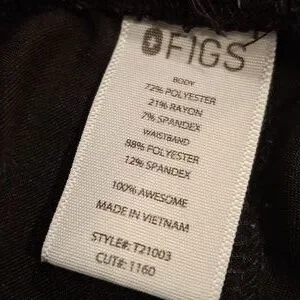 FIGS
BODY
72% POLYESTER
21% RAYON
7% SPANDEX
WAISTBAND
88% POLYESTER
12% SPANDEX
100% AWESOME
MADE IN VIETNAM
STYLE#: T21003
CUT#: 1160